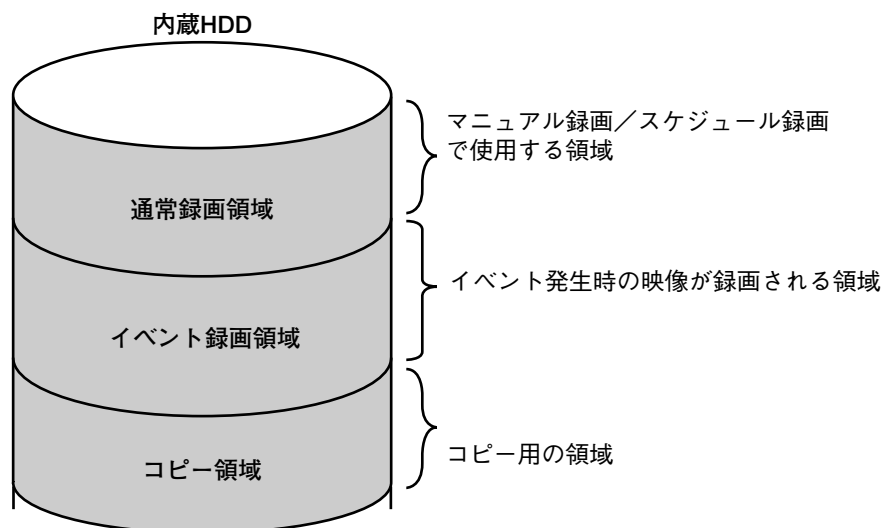 内蔵HDD
マニュアル録画／スケジュール録画
で使用する領域
通常録画領域
イベント発生時の映像が録画される領域
イベント録画領域
コピー用の領域
コピー領域